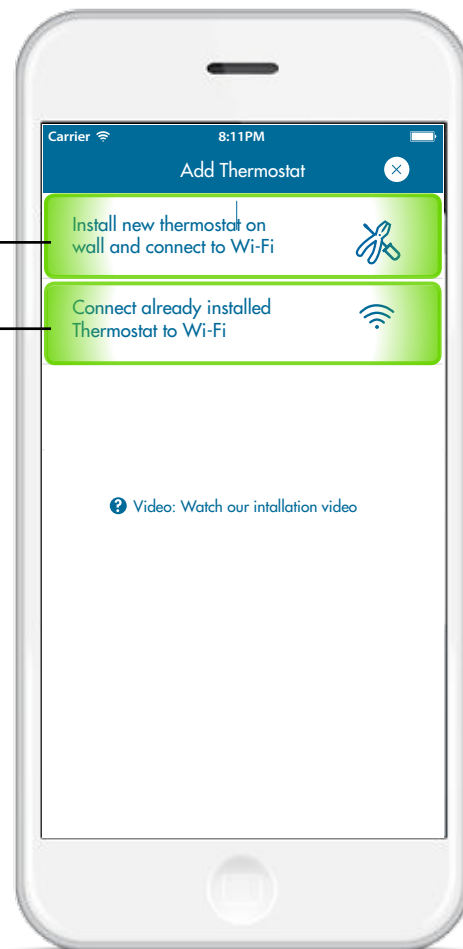 Carrier 8:11PM
Add Thermostat
Install new thermostat on
wall and connect to Wi-Fi
Connect already installed
Thermostat to Wi-Fi
? Video: Watch our intallation video